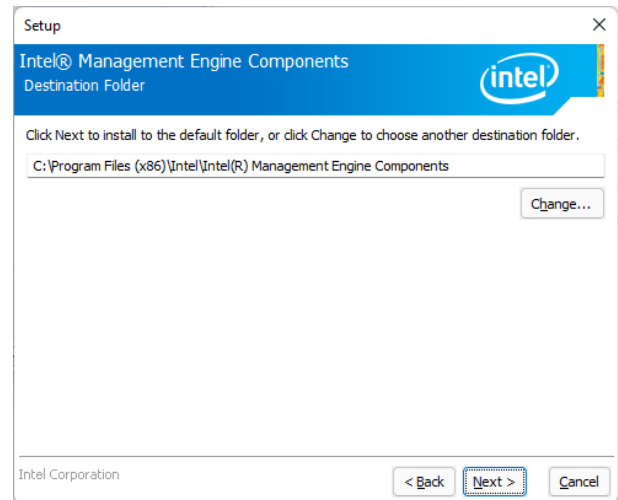 Setup
Intel® Management Engine Components
Destination Folder
intel
Click Next to install to the default folder, or click Change to choose another destination folder.
C:\Program Files (x86)\Intel\Intel(R) Management Engine Components
Change...
Intel Corporation
< Back Next > Cancel